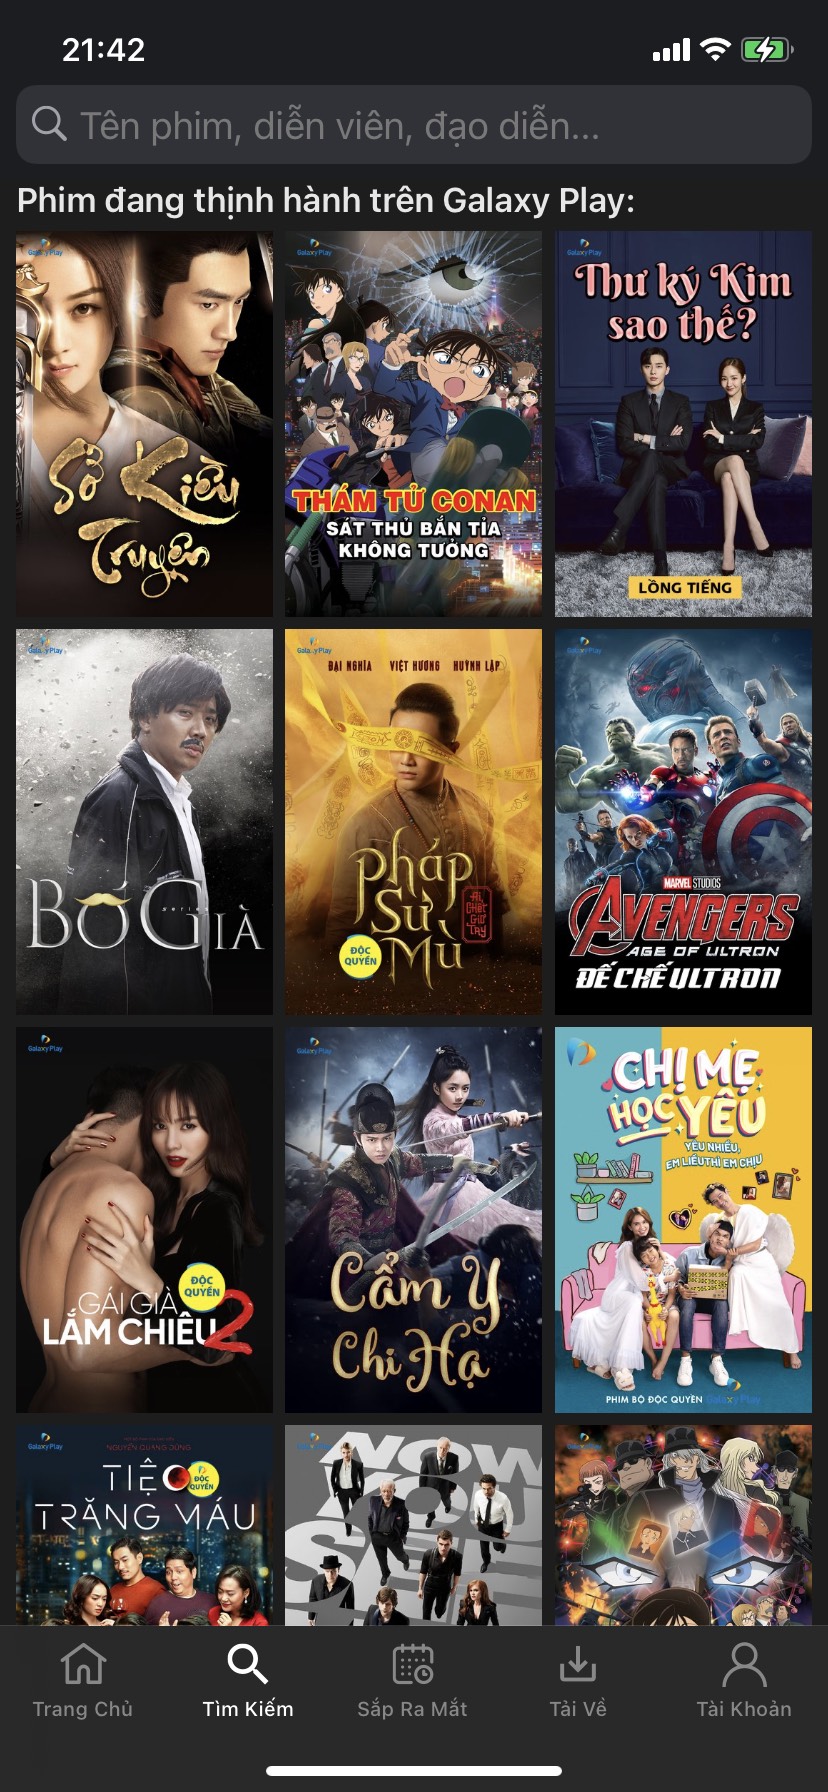 21:42
Tên phim, diễn viên, đạo diễn...
Phim đang thịnh hành trên Galaxy Play:
Galaxy Play
Sở Kiều
Truyện
Galaxy Play
THÁM TỬ CONAN
SÁT THỦ BẮN TỈA
KHÔNG TƯỞNG
Galaxy Play
Thư ký Kim
sao thế?
LỒNG TIẾNG
Galaxy Play
BỐ GIÀ
series
Galaxy Play
ĐẠI NGHĨA VIỆT HƯƠNG HUỲNH LẬP
Pháp
Sư
Mù
Ai
Chết
Giơ
Tay
ĐỘC
QUYỀN
Galaxy Play
MARVEL STUDIOS
AVENGERS
AGE OF ULTRON
ĐẾ CHẾ ULTRON
Galaxy Play
GÁI GIÀ
LẮM CHIÊU 2
ĐỘC
QUYỀN
Galaxy Play
Cẩm Y
Chi Hạ
CHỊ MẸ
HỌC YÊU
YÊU NHIỀU,
EM LIỀU THÌ EM CHỊU
PHIM BỘ ĐỘC QUYỀN Galaxy Play
Galaxy Play
NGUYỄN QUANG DŨNG
TIỆC
TRĂNG MÁU
ĐỘC
QUYỀN
NOW
YOU
SEE
Trang Chủ
Tìm Kiếm
Sắp Ra Mắt
Tải Về
Tài Khoản